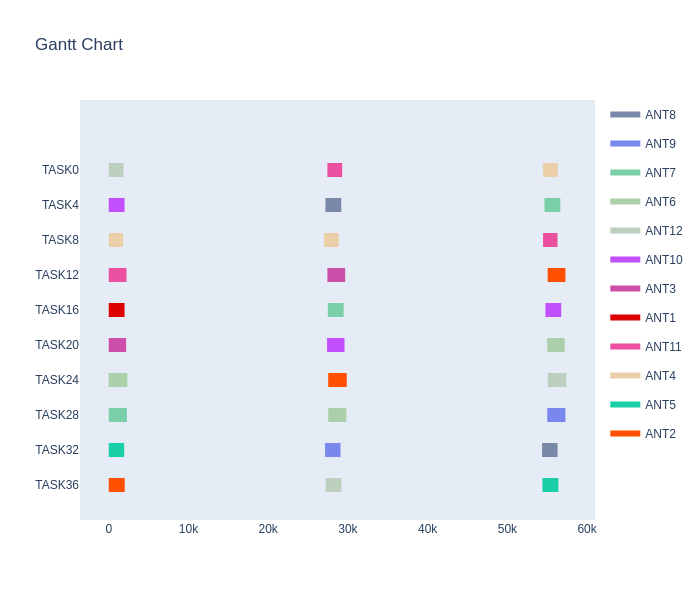 Gantt Chart
TASK0
TASK4
TASK8
TASK12
TASK16
TASK20
TASK24
TASK28
TASK32
TASK36
0 10k 20k 30k 40k 50k 60k
ANT8
ANT9
ANT7
ANT6
ANT12
ANT10
ANT3
ANT1
ANT11
ANT4
ANT5
ANT2